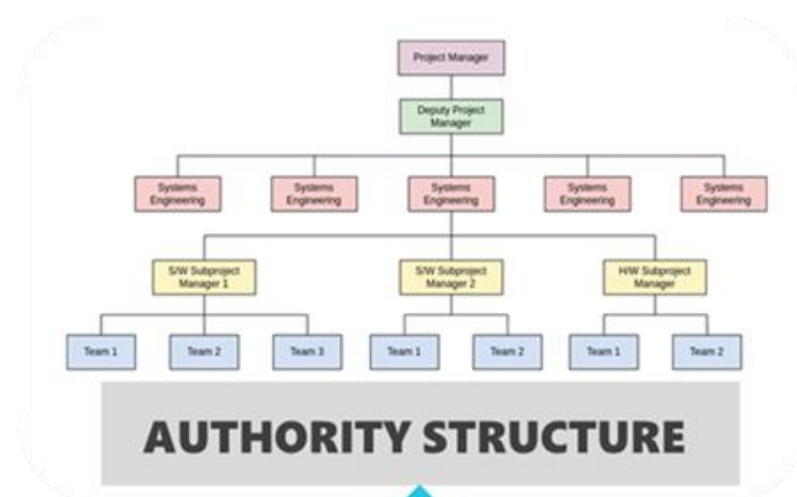 Project Manager
Deputy Project
Manager
Systems
Engineering
Systems
Engineering
Systems
Engineering
Systems
Engineering
Systems
Engineering
S/W Subproject
Manager 1
S/W Subproject
Manager 2
H/W Subproject
Manager
Team 1
Team 2
Team 3
Team 1
Team 2
Team 1
Team 2
AUTHORITY STRUCTURE